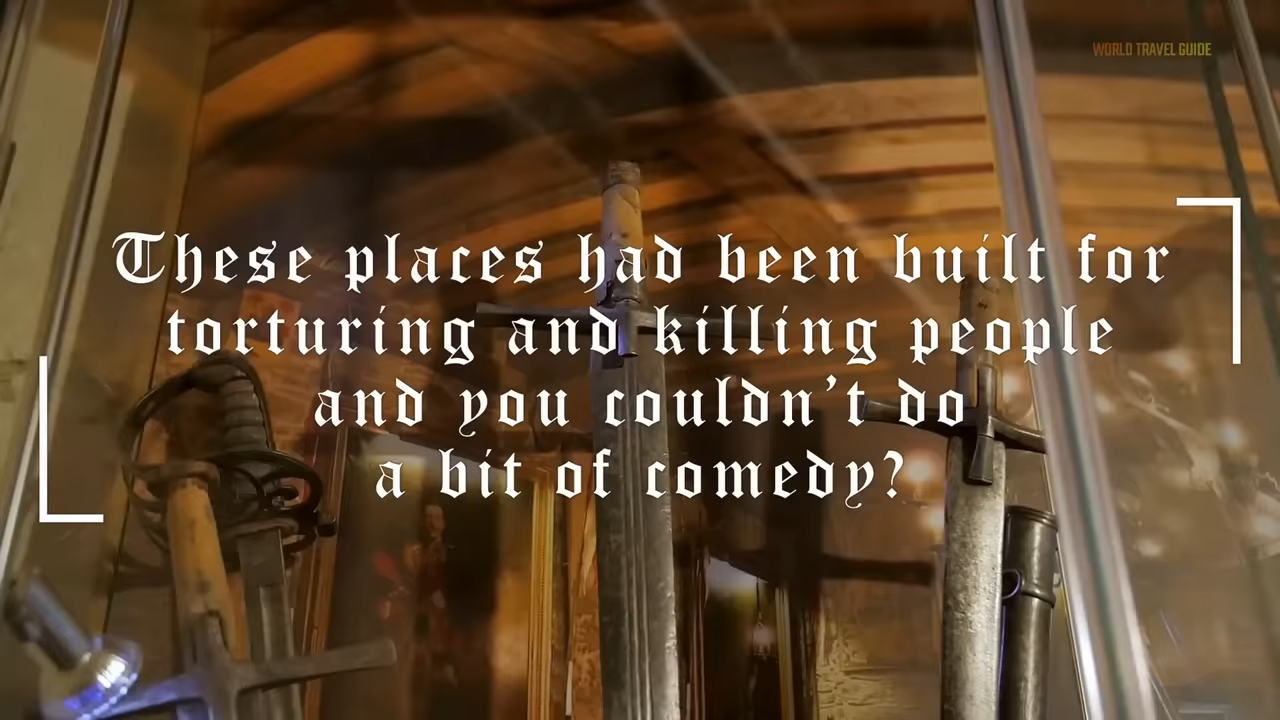 WORLD TRAVEL GUIDE
These places had been built for
torturing and killing people
and you couldn't do
a bit of comedy?